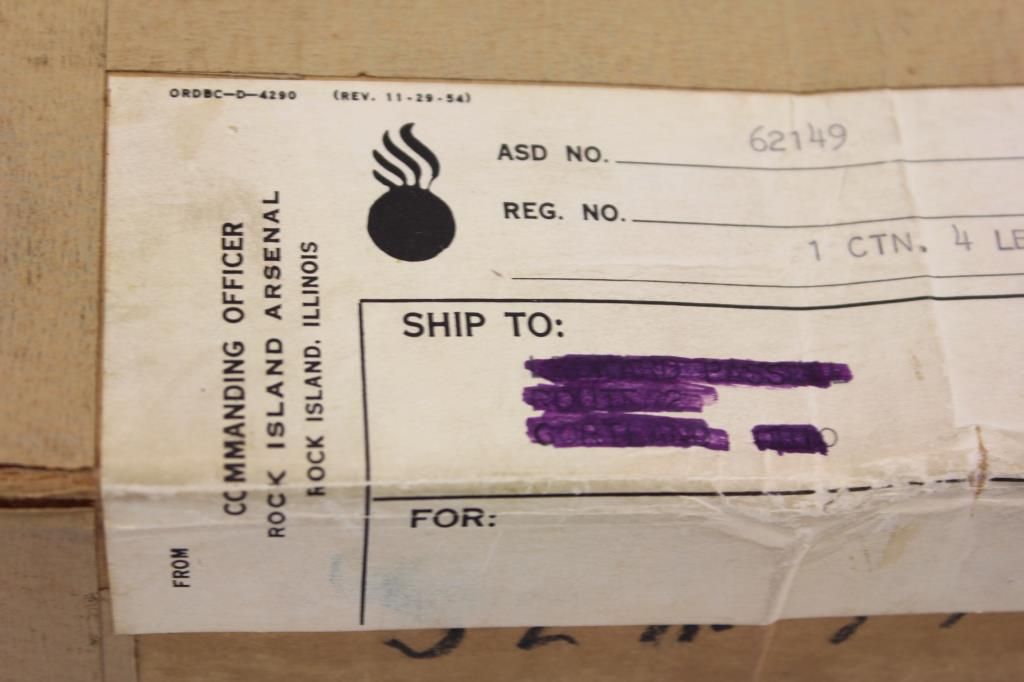 ORDBC—D—4290 (REV. 11-29-54)
ASD NO. 62149
REG. NO.
1 CTN. 4 LE
SHIP TO:
FOR:
FROM
COMMANDING OFFICER
ROCK ISLAND ARSENAL
ROCK ISLAND, ILLINOIS